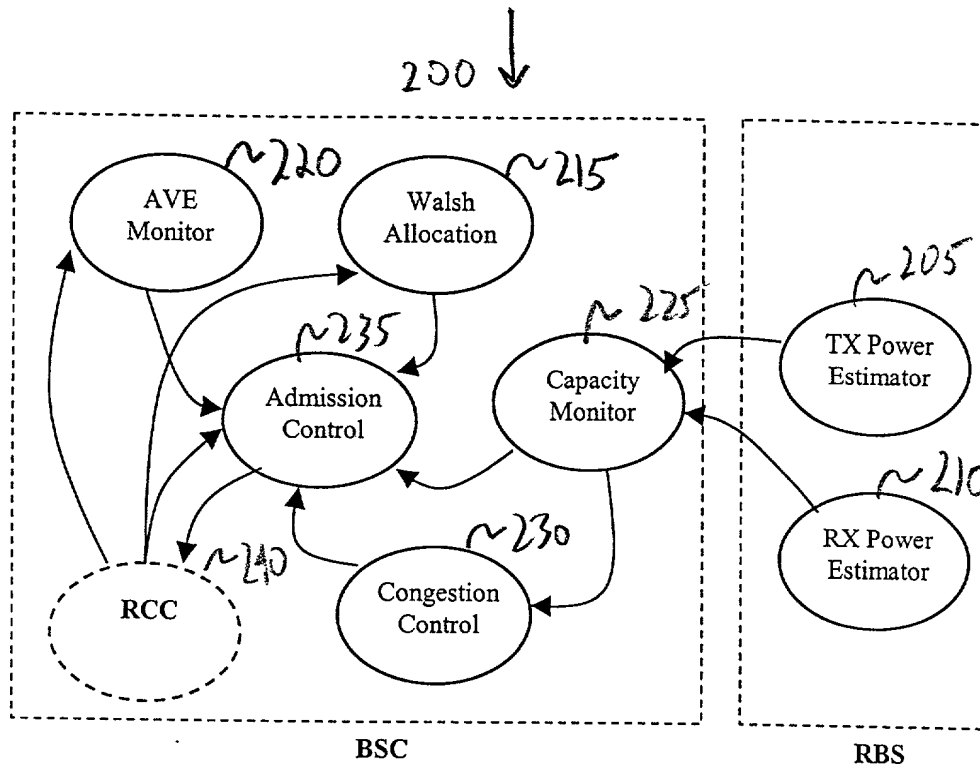 200
~220
~215
AVE
Monitor
Walsh
Allocation
~205
~225
~235
TX Power
Estimator
Admission
Control
Capacity
Monitor
~210
~230
RX Power
Estimator
~240
RCC
Congestion
Control
BSC
RBS